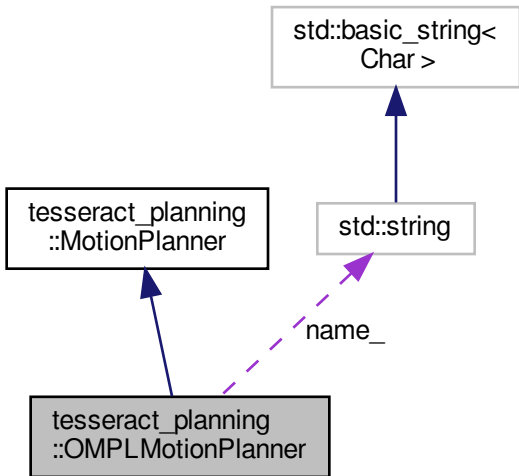 std::basic_string<
Char >
tesseract_planning
::MotionPlanner
std::string
name_
tesseract_planning
::OMPLMotionPlanner